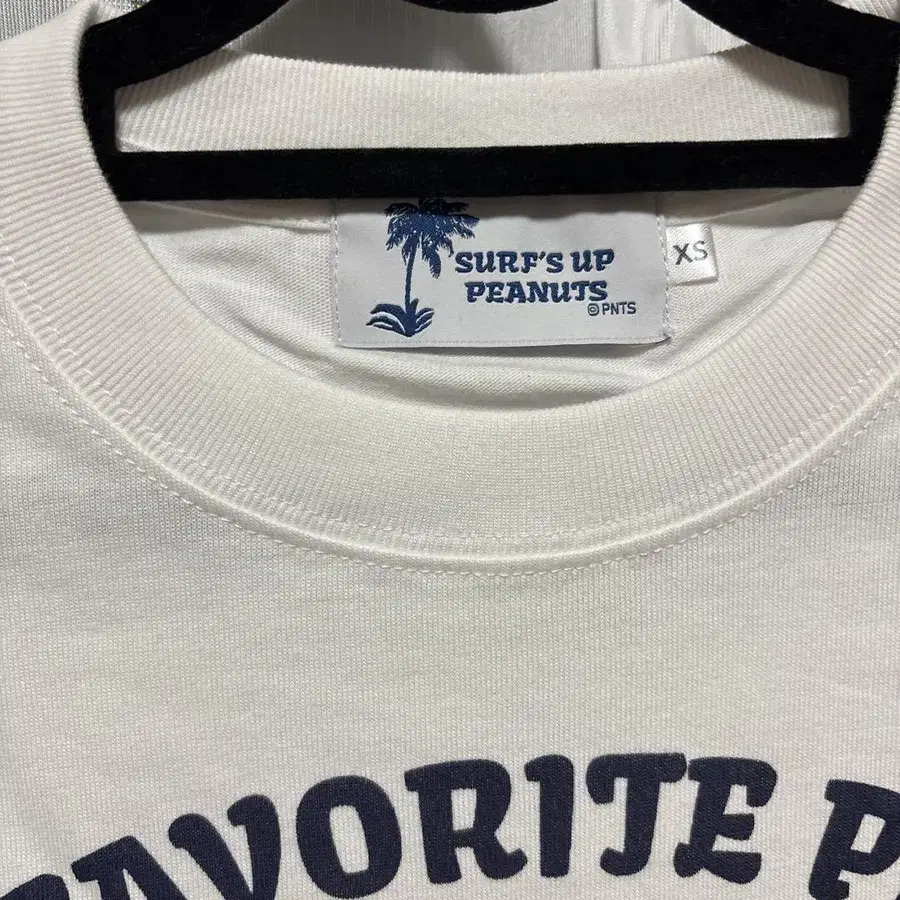 SURF'S UP
PEANUTS
© PNTS
XS
FAVORITE